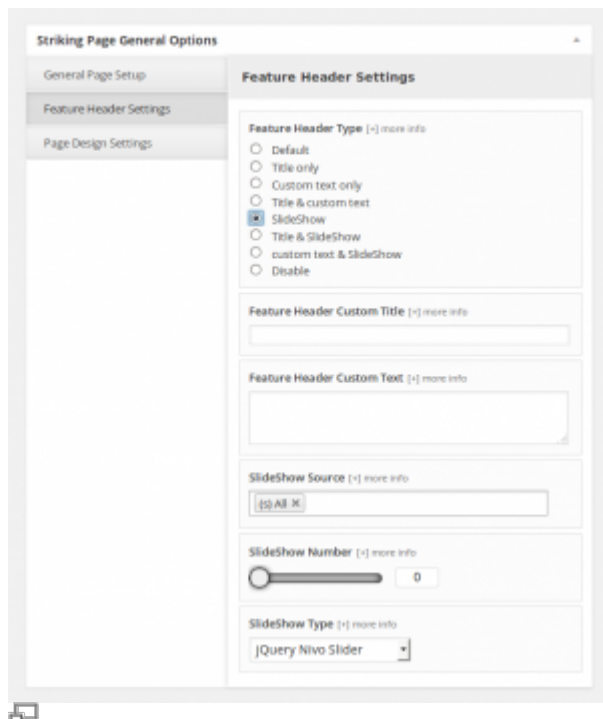 Striking Page General Options
General Page Setup
Feature Header Settings
Page Design Settings
Feature Header Settings
Feature Header Type [+] more info
Default
Title only
Custom text only
Title & custom text
SlideShow
Title & SlideShow
custom text & SlideShow
Disable
Feature Header Custom Title [+] more info
Feature Header Custom Text [+] more info
SlideShow Source [+] more info
(s) All ×
SlideShow Number [+] more info
0
SlideShow Type [+] more info
JQuery Nivo Slider